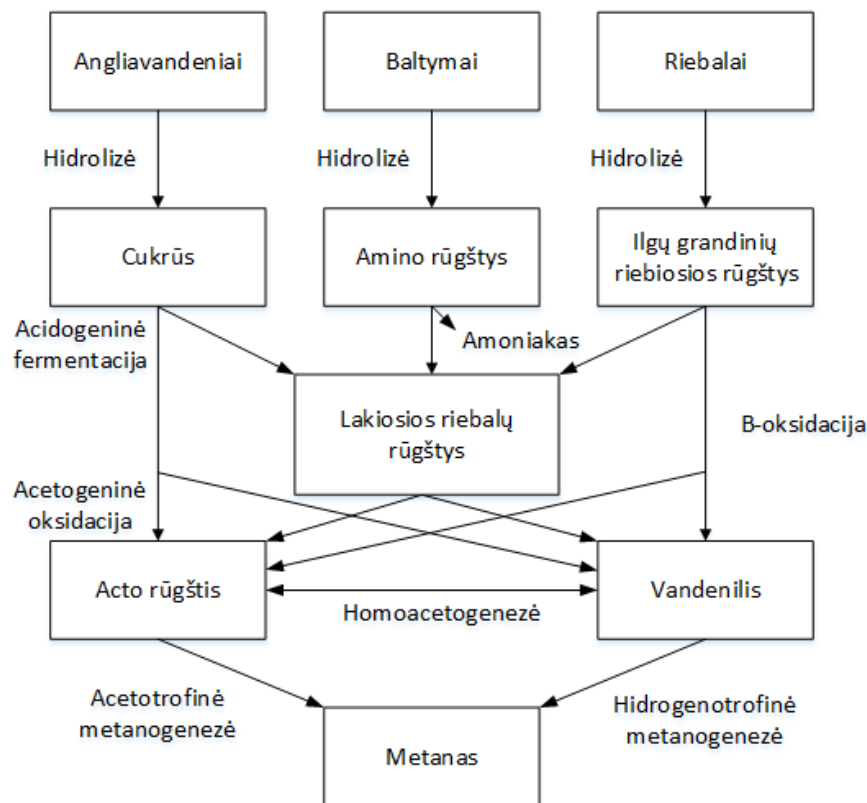 Angliavandeniai
Baltymai
Riebalai
Hidrolizė
Hidrolizė
Hidrolizė
Cukrūs
Amino rūgštys
Ilgų grandinių
riebiosios rūgštys
Acidogeninė
fermentacija
Amoniakas
Lakiosios riebalų
rūgštys
B-oksidacija
Acetogeninė
oksidacija
Acto rūgštis
Vandenilis
Homoacetogenezė
Acetotrofinė
metanogenezė
Hidrogenotrofinė
metanogenezė
Metanas